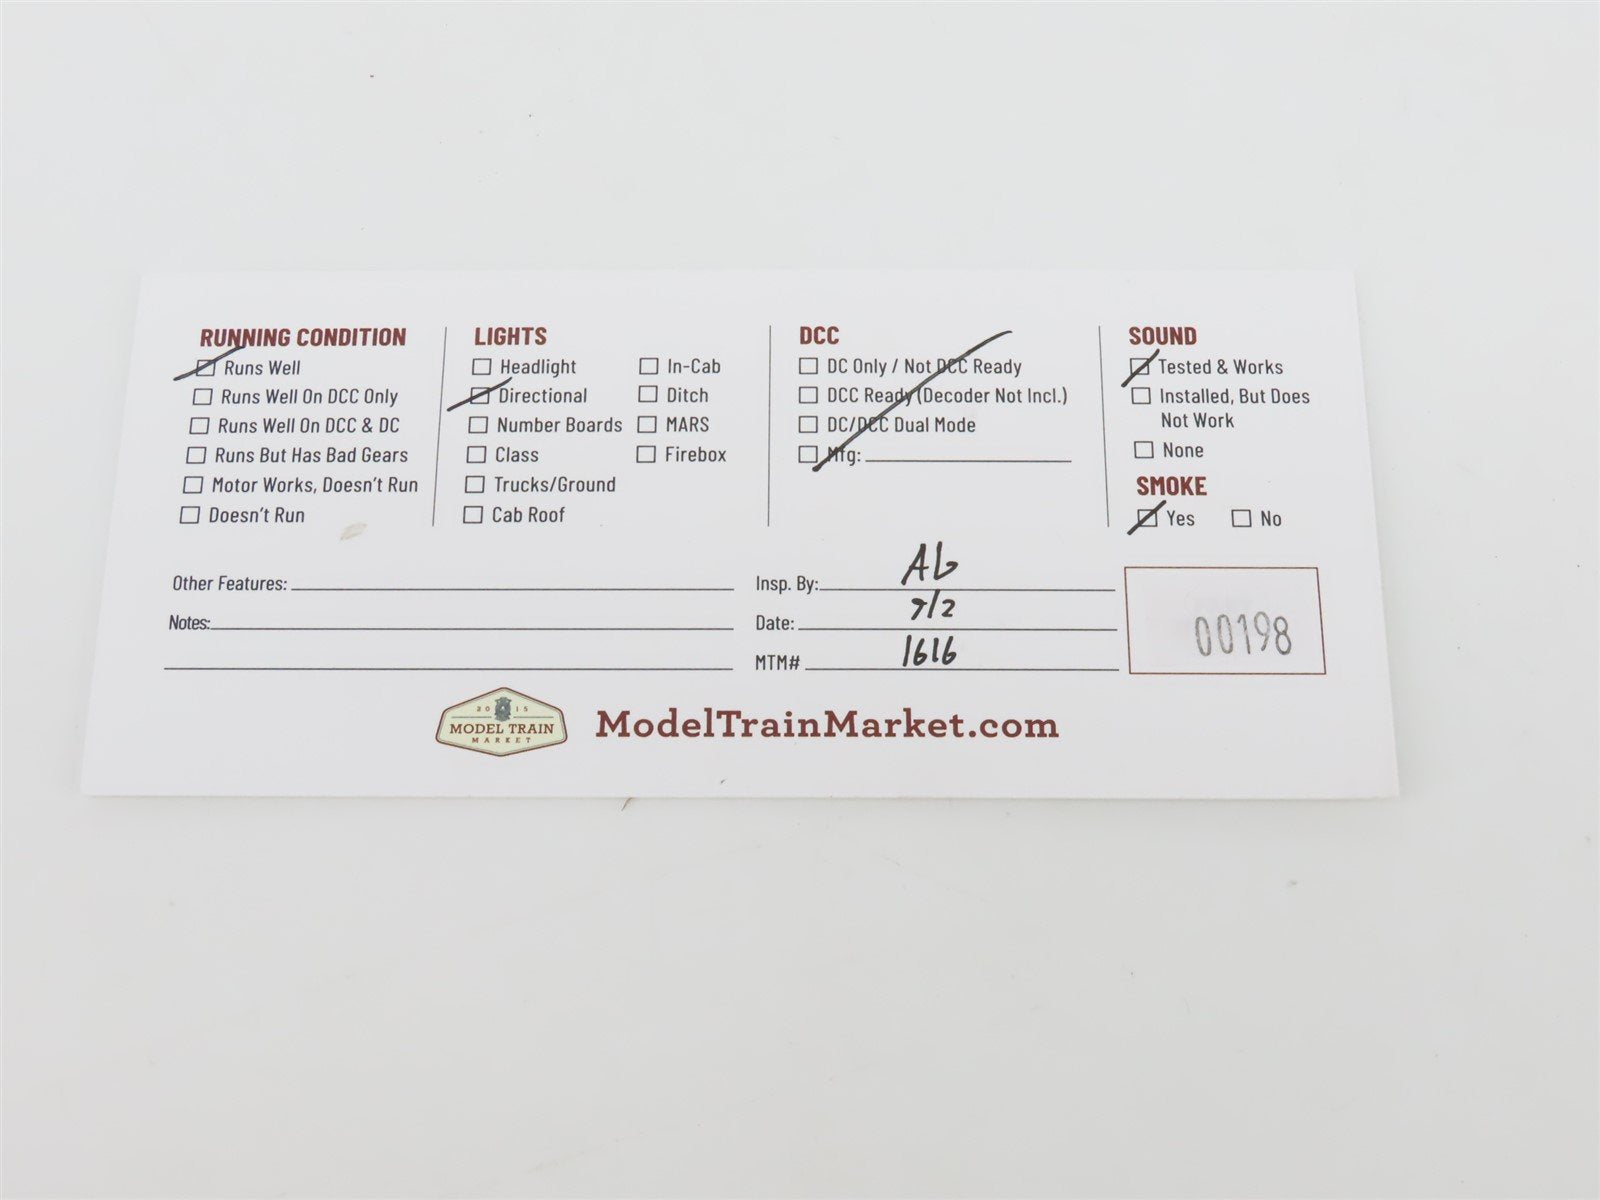 RUNNING CONDITION
Runs Well
Runs Well On DCC Only
Runs Well On DCC & DC
Runs But Has Bad Gears
Motor Works, Doesn't Run
Doesn't Run
LIGHTS
Headlight
Directional
Number Boards
Class
Trucks/Ground
Cab Roof
In-Cab
Ditch
MARS
Firebox
DCC
DC Only / Not DCC Ready
DCC Ready (Decoder Not Incl.)
DC/DCC Dual Mode
Mfg:
SOUND
Tested & Works
Installed, But Does
Not Work
None
SMOKE
Yes No
Other Features:
Notes:
Insp. By:
Date: 7/2
MTM# 1616
00198
2015
MODEL TRAIN
MARKET
ModelTrainMarket.com